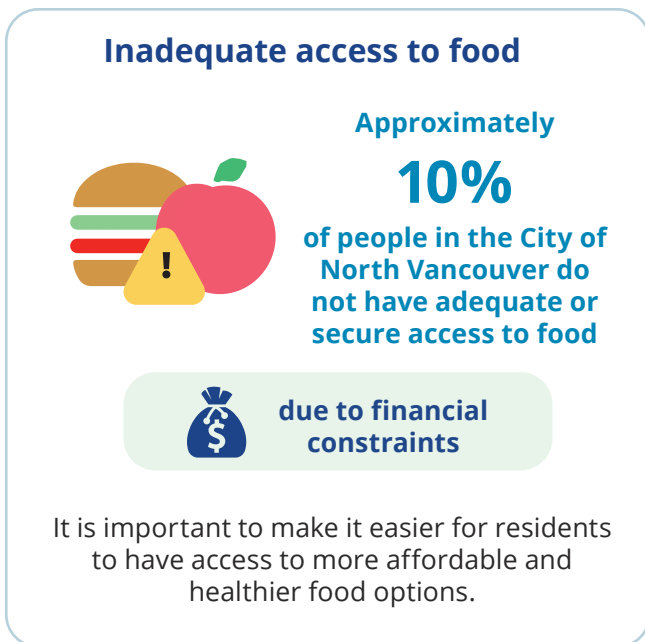 Inadequate access to food
Approximately
10%
of people in the City of
North Vancouver do
not have adequate or
secure access to food
!
$
due to financial
constraints
It is important to make it easier for residents
to have access to more affordable and
healthier food options.